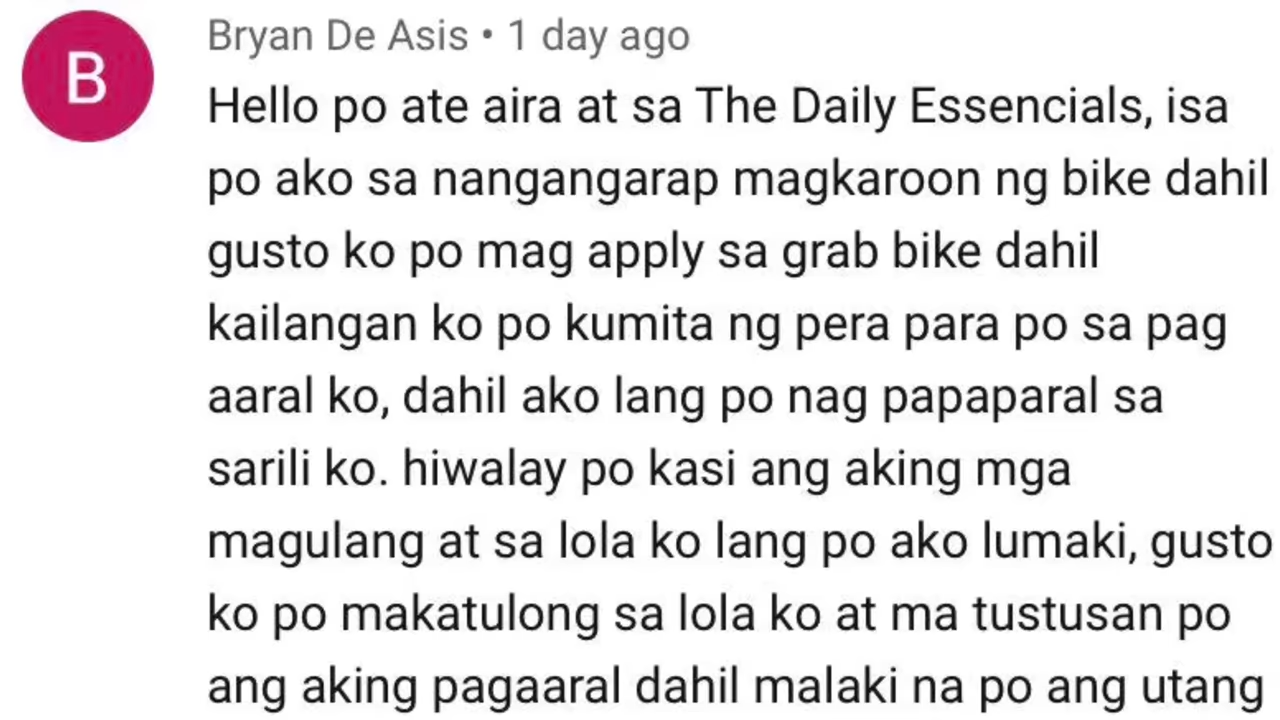 B
Bryan De Asis • 1 day ago
Hello po ate aira at sa The Daily Essencials, isa
po ako sa nangangarap magkaroon ng bike dahil
gusto ko po mag apply sa grab bike dahil
kailangan ko po kumita ng pera para po sa pag
aaral ko, dahil ako lang po nag papaparal sa
sarili ko. hiwalay po kasi ang aking mga
magulang at sa lola ko lang po ako lumaki, gusto
ko po makatulong sa lola ko at ma tustusan po
ang aking pagaaral dahil malaki na po ang utang